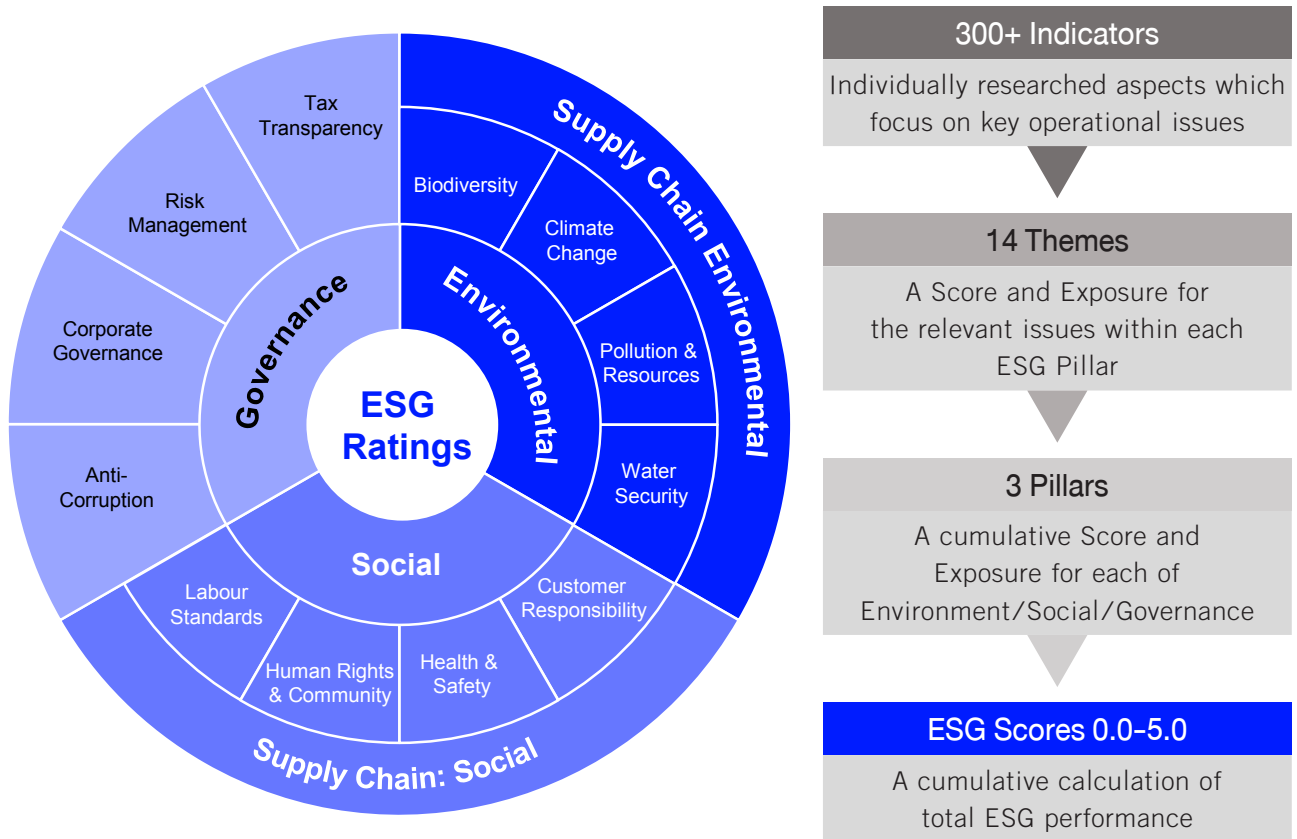 Tax
Transparency
Risk
Management
Corporate
Governance
Anti-
Corruption
Governance
ESG
Ratings
Environmental
Biodiversity
Climate
Change
Pollution &
Resources
Water
Security
Supply Chain Environmental
Social
Customer
Responsibility
Health &
Safety
Human Rights
& Community
Labour
Standards
Supply Chain: Social
300+ Indicators
Individually researched aspects which
focus on key operational issues
14 Themes
A Score and Exposure for
the relevant issues within each
ESG Pillar
3 Pillars
A cumulative Score and
Exposure for each of
Environment/Social/Governance
ESG Scores 0.0–5.0
A cumulative calculation of
total ESG performance